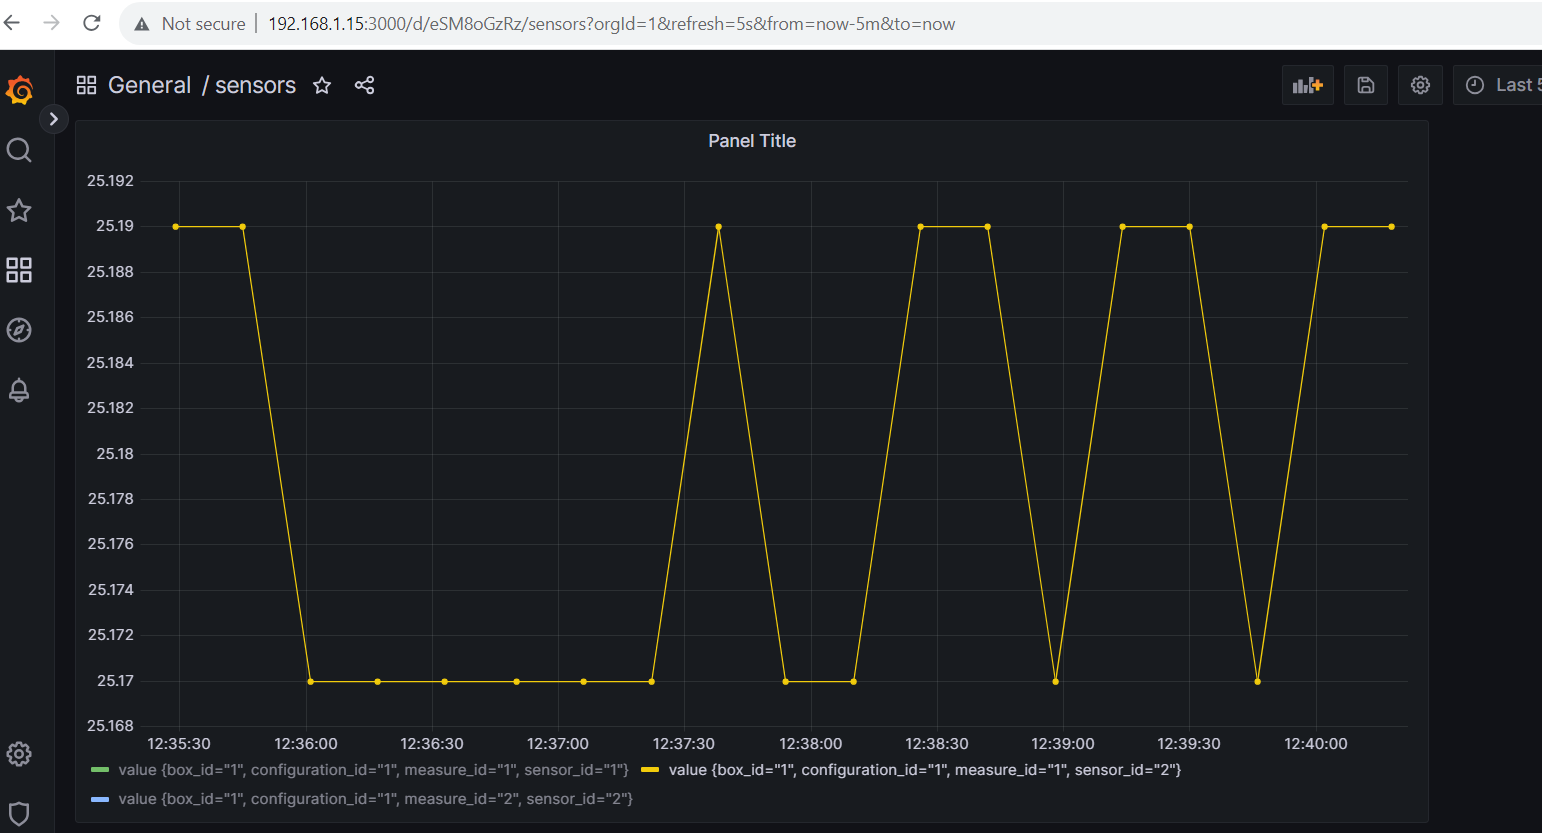 Not secure 192.168.1.15:3000/d/eSM8oGzRz/sensors?orgId=1&refresh=5s&from=now-5m&to=now
General / sensors
Last 5
Panel Title
25.192
25.19
25.188
25.186
25.184
25.182
25.18
25.178
25.176
25.174
25.172
25.17
25.168
12:35:30 12:36:00 12:36:30 12:37:00 12:37:30 12:38:00 12:38:30 12:39:00 12:39:30 12:40:00
value {box_id="1", configuration_id="1", measure_id="1", sensor_id="1"} value {box_id="1", configuration_id="1", measure_id="1", sensor_id="2"}
value {box_id="1", configuration_id="1", measure_id="2", sensor_id="2"}